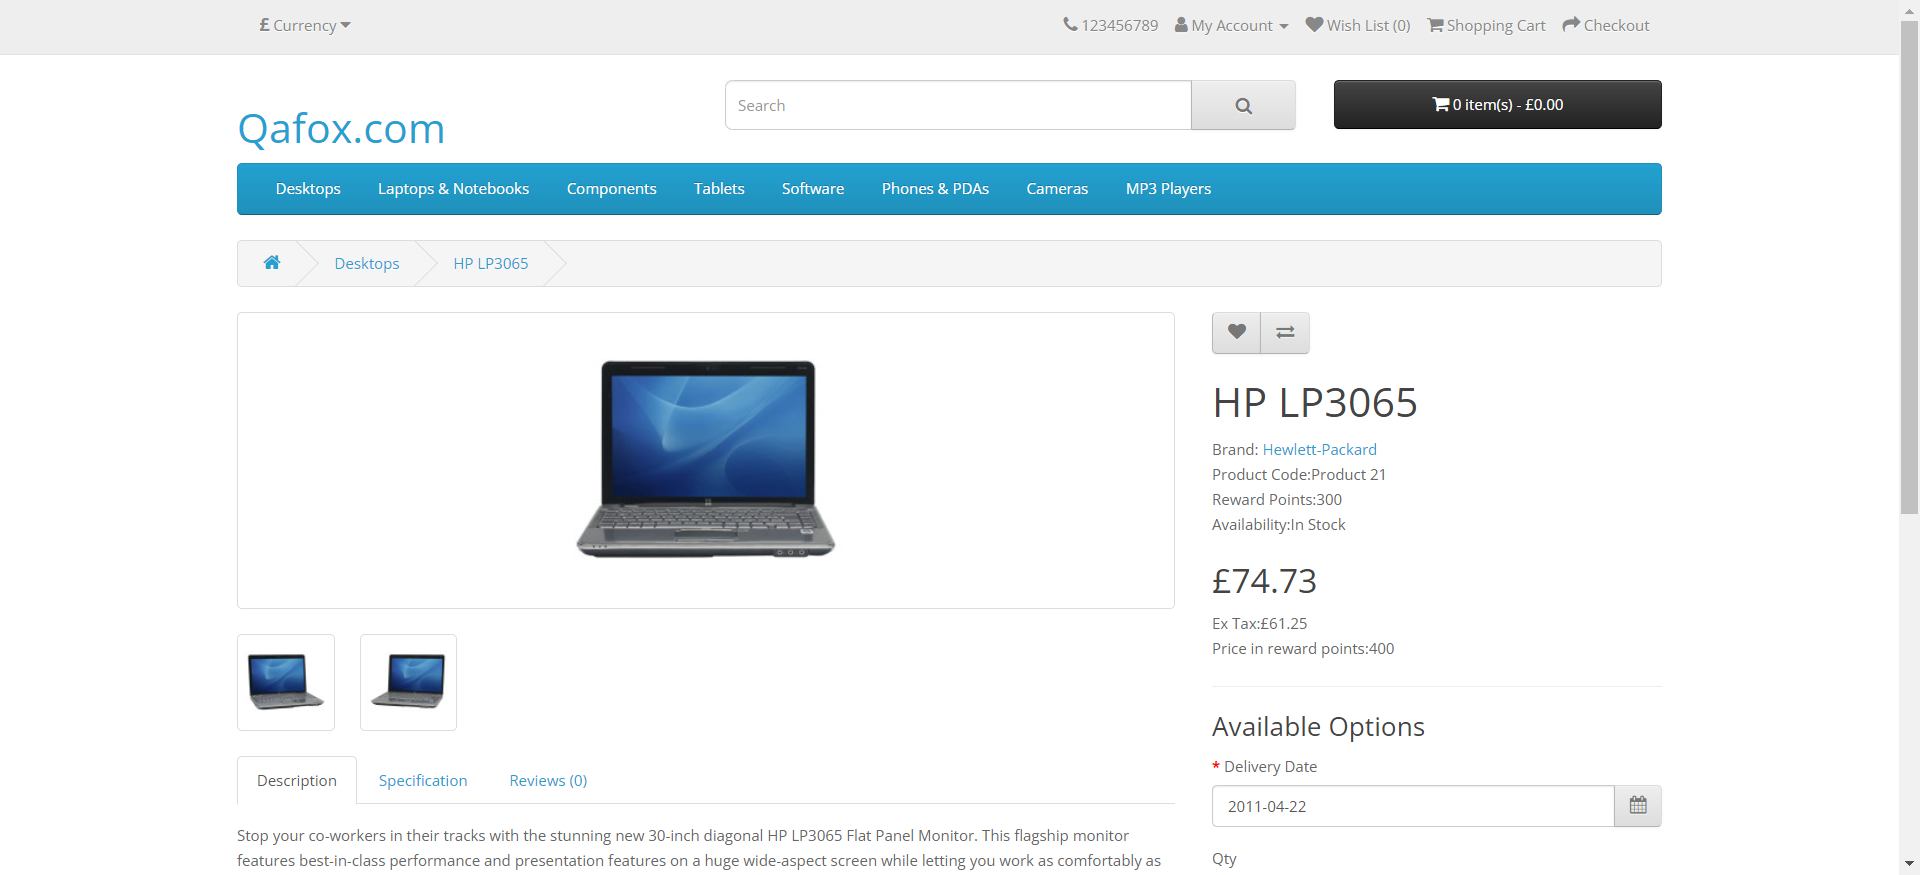 £ Currency
123456789 My Account Wish List (0) Shopping Cart Checkout
Qafox.com
Search
0 item(s) - £0.00
Desktops Laptops & Notebooks Components Tablets Software Phones & PDAs Cameras MP3 Players
Desktops HP LP3065
HP LP3065
Brand: Hewlett-Packard
Product Code:Product 21
Reward Points:300
Availability:In Stock
£74.73
Ex Tax:£61.25
Price in reward points:400
Available Options
* Delivery Date
2011-04-22
Qty
Description Specification Reviews (0)
Stop your co-workers in their tracks with the stunning new 30-inch diagonal HP LP3065 Flat Panel Monitor. This flagship monitor
features best-in-class performance and presentation features on a huge wide-aspect screen while letting you work as comfortably as